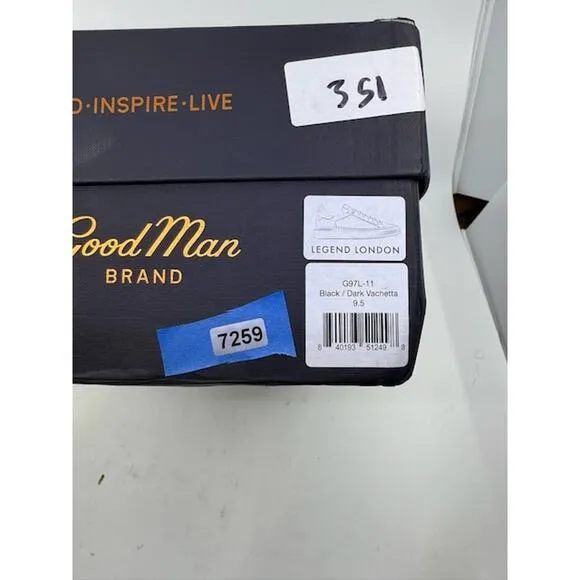 D·INSPIRE·LIVE
351
Good Man
BRAND
LEGEND LONDON
G97L-11
Black / Dark Vachetta
9.5
8 40193 51249 8
7259